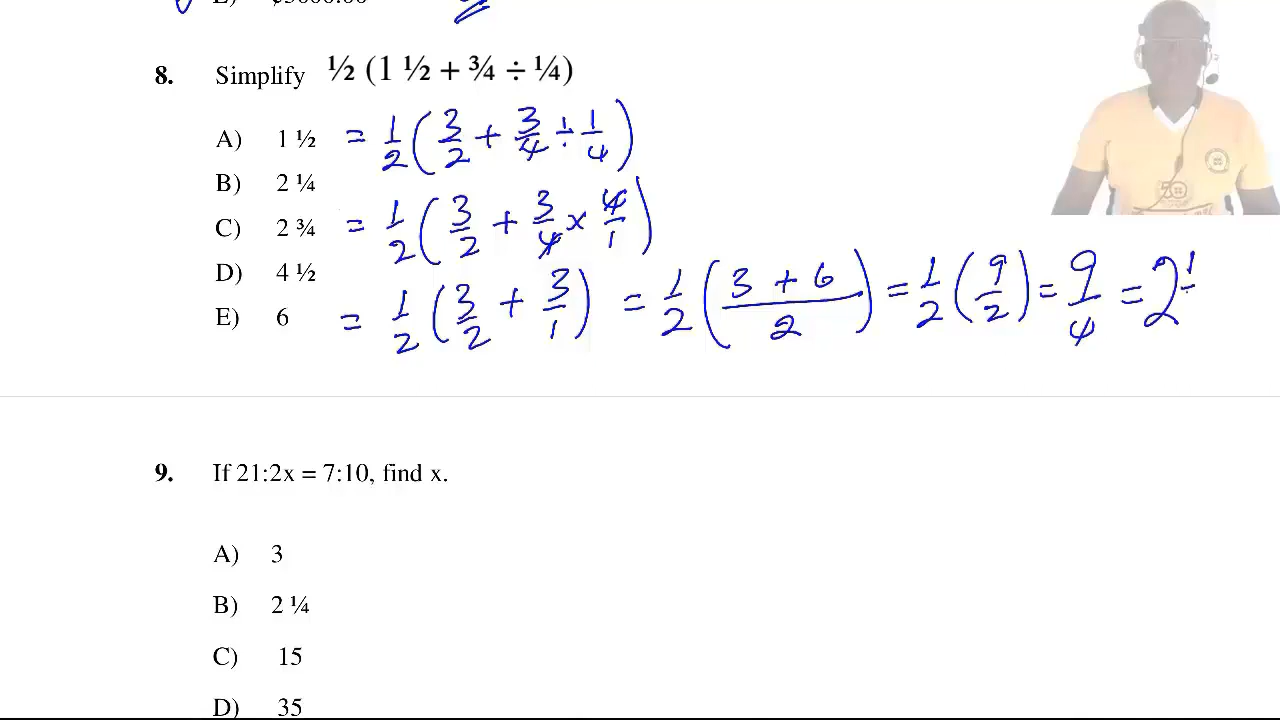 8. Simplify ½ (1 ½ + ¾ ÷ ¼)
A) 1 ½ = 1/2 (3/2 + 3/4 ÷ 1/4)
B) 2 ¼
C) 2 ¾ = 1/2 (3/2 + 3/4 × 4/1)
D) 4 ½
E) 6 = 1/2 (3/2 + 3/1) = 1/2 ((3 + 6)/2) = 1/2 (9/2) = 9/4 = 2 1
9. If 21:2x = 7:10, find x.
A) 3
B) 2 ¼
C) 15
D) 35